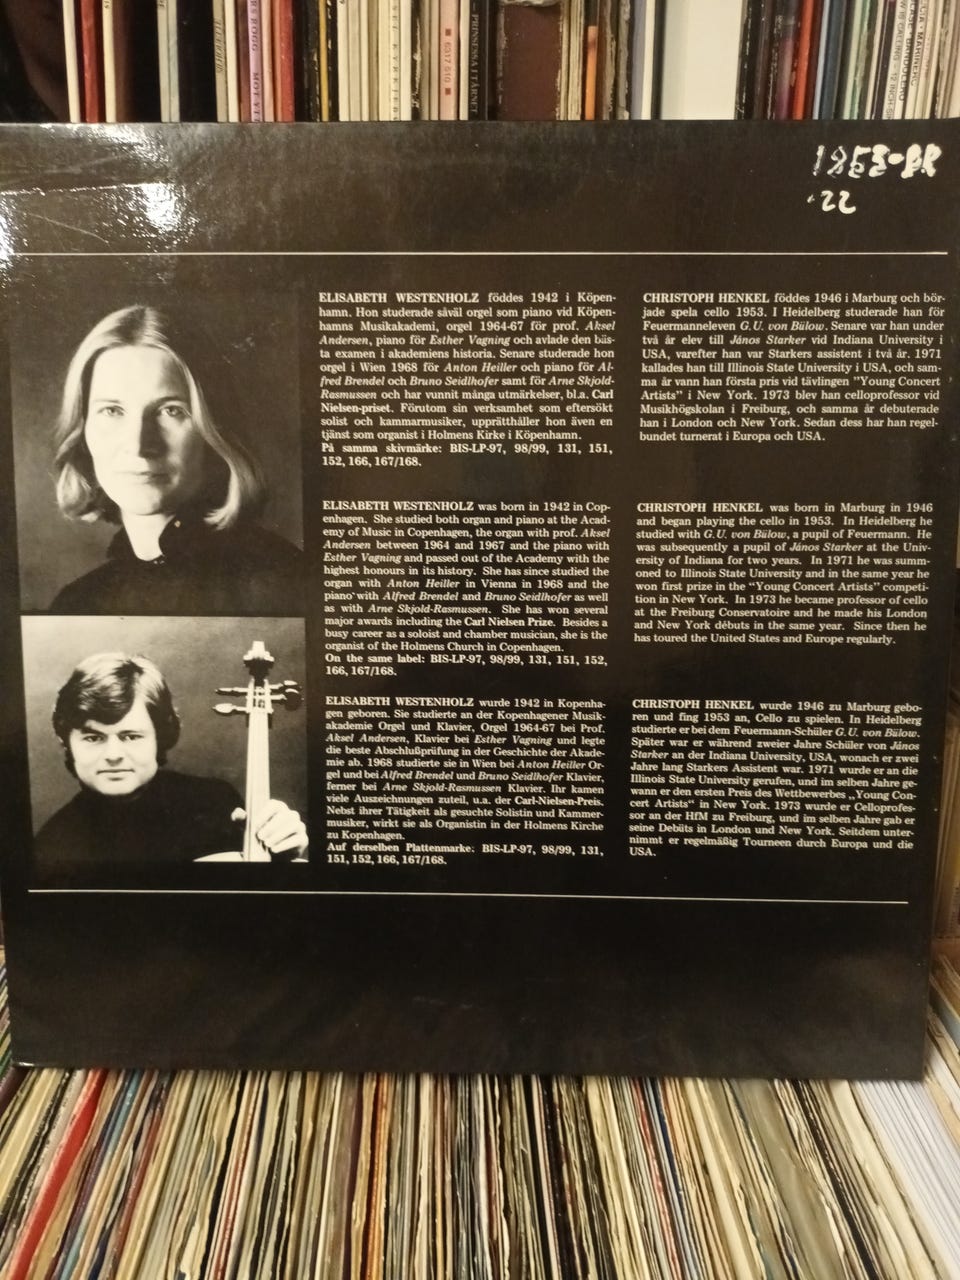 MOLVIT
6317 010
PRINSESSA I TÅRNET
12 INCH
.22
ELISABETH WESTENHOLZ föddes 1942 i Köpen-
hamn. Hon studerade såväl orgel som piano vid Köpen-
hamns Musikakademi, orgel 1964-67 för prof. Aksel
Andersen, piano för Esther Vagning och avlade den bäs-
ta examen i akademiens historia. Senare studerade hon
orgel i Wien 1968 för Anton Heiller och piano för Al-
fred Brendel och Bruno Seidlhofer samt för Arne Skjold-
Rasmussen och har vunnit många utmärkelser, bl.a. Carl
Nielsen-priset. Förutom sin verksamhet som eftersökt
solist och kammarmusiker, upprätthåller hon även en
tjänst som organist i Holmens Kirke i Köpenhamn.
På samma skivmärke: BIS-LP-97, 98/99, 131, 151,
152, 166, 167/168.
ELISABETH WESTENHOLZ was born in 1942 in Cop-
enhagen. She studied both organ and piano at the Acad-
emy of Music in Copenhagen, the organ with prof. Aksel
Andersen between 1964 and 1967 and the piano with
Esther Vagning and passed out of the Academy with the
highest honours in its history. She has since studied the
organ with Anton Heiller in Vienna in 1968 and the
piano with Alfred Brendel and Bruno Seidlhofer as well
as with Arne Skjold-Rasmussen. She has won several
major awards including the Carl Nielsen Prize. Besides a
busy career as a soloist and chamber musician, she is the
organist of the Holmens Church in Copenhagen.
On the same label: BIS-LP-97, 98/99, 131, 151, 152,
166, 167/168.
ELISABETH WESTENHOLZ wurde 1942 in Kopenha-
gen geboren. Sie studierte an der Kopenhagener Musik-
akademie Orgel und Klavier, Orgel 1964-67 bei Prof.
Aksel Andersen, Klavier bei Esther Vagning und legte
die beste Abschlußprüfung in der Geschichte der Akade-
mie ab. 1968 studierte sie in Wien bei Anton Heiller Or-
gel und bei Alfred Brendel und Bruno Seidlhofer Klavier,
ferner bei Arne Skjold-Rasmussen Klavier. Ihr kamen
viele Auszeichnungen zuteil, u.a. der Carl-Nielsen-Preis.
Nebst ihrer Tätigkeit als gesuchte Solistin und Kammer-
musiker, wirkt sie als Organistin in der Holmens Kirche
zu Kopenhagen.
Auf derselben Plattenmarke: BIS-LP-97, 98/99, 131,
151, 152, 166, 167/168.
CHRISTOPH HENKEL föddes 1946 i Marburg och bör-
jade spela cello 1953. I Heidelberg studerade han för
Feuermanneleven G.U. von Bülow. Senare var han under
två år elev till János Starker vid Indiana University i
USA, varefter han var Starkers assistent i två år. 1971
kallades han till Illinois State University i USA, och sam-
ma år vann han första pris vid tävlingen "Young Concert
Artists" i New York. 1973 blev han celloprofessor vid
Musikhögskolan i Freiburg, och samma år debuterade
han i London och New York. Sedan dess har han regel-
bundet turnerat i Europa och USA.
CHRISTOPH HENKEL was born in Marburg in 1946
and began playing the cello in 1953. In Heidelberg he
studied with G.U. von Bülow, a pupil of Feuermann. He
was subsequently a pupil of János Starker at the Univ-
ersity of Indiana for two years. In 1971 he was summ-
oned to Illinois State University and in the same year he
won first prize in the "Young Concert Artists" competi-
tion in New York. In 1973 he became professor of cello
at the Freiburg Conservatoire and he made his London
and New York débuts in the same year. Since then he
has toured the United States and Europe regularly.
CHRISTOPH HENKEL wurde 1946 zu Marburg gebo-
ren und fing 1953 an, Cello zu spielen. In Heidelberg
studierte er bei dem Feuermann-Schüler G.U. von Bülow.
Später war er während zweier Jahre Schüler von János
Starker an der Indiana University, USA, wonach er zwei
Jahre lang Starkers Assistent war. 1971 wurde er an die
Illinois State University gerufen, und im selben Jahre ge-
wann er den ersten Preis des Wettbewerbes „Young Con-
cert Artists" in New York. 1973 wurde er Celloprofes-
sor an der HfM zu Freiburg, und im selben Jahre gab er
seine Debüts in London und New York. Seitdem unter-
nimmt er regelmäßig Tourneen durch Europa und die
USA.